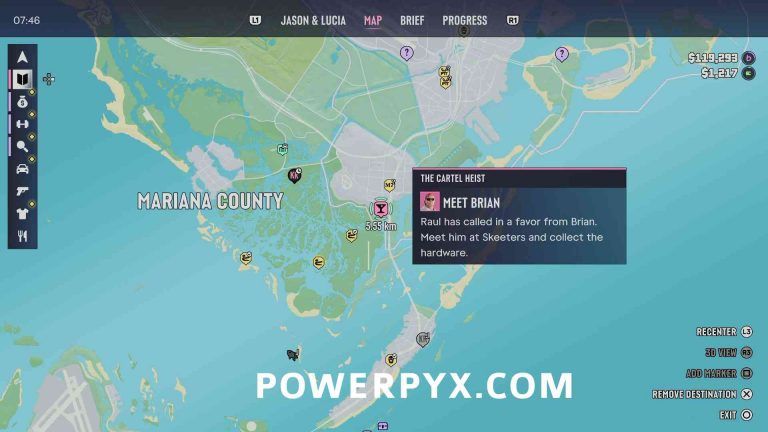 07:46
L1 JASON & LUCIA MAP BRIEF PROGRESS R1
$119,293
$1,217
?
?
THE CARTEL HEIST
MEET BRIAN
Raul has called in a favor from Brian.
Meet him at Skeeters and collect the
hardware.
MARIANA COUNTY
5.55 km
RECENTER L3
3D VIEW R3
ADD MARKER
REMOVE DESTINATION
EXIT
POWERPYX.COM